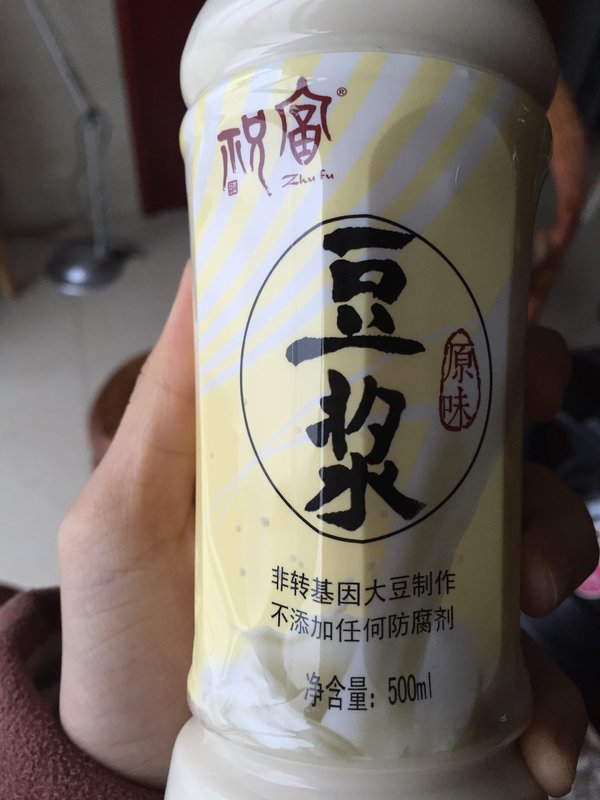 祝富®
Zhu fu
豆浆
原味
非转基因大豆制作
不添加任何防腐剂
净含量：500ml